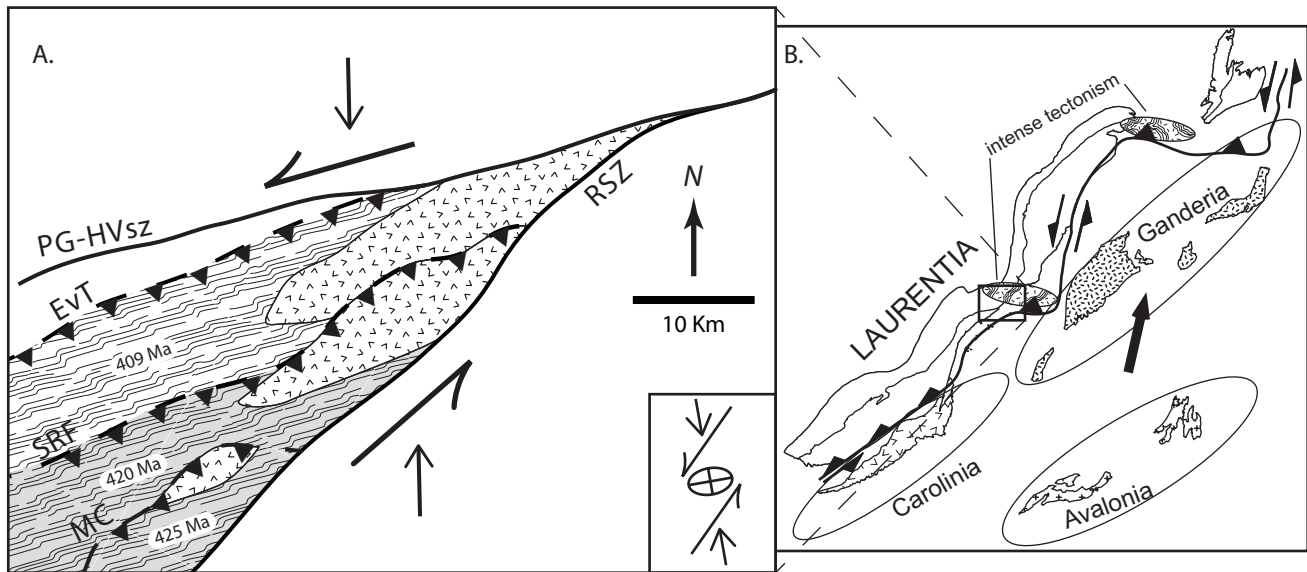 A.
PG-HVsz
EvT
409 Ma
SRF
420 Ma
MC
425 Ma
RSZ
N
10 Km
B.
intense tectonism
LAURENTIA
Ganderia
Carolinia
Avalonia